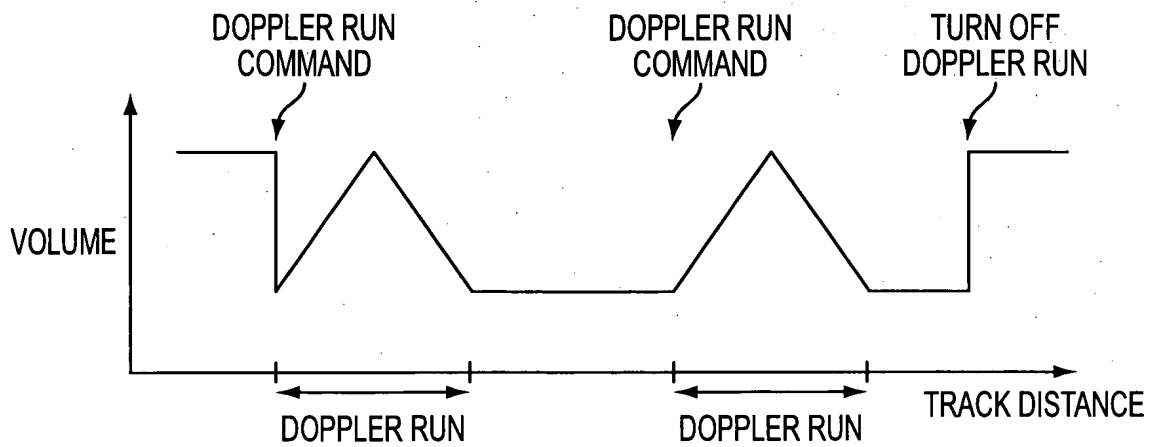 DOPPLER RUN
COMMAND
DOPPLER RUN
COMMAND
TURN OFF
DOPPLER RUN
VOLUME
TRACK DISTANCE
DOPPLER RUN
DOPPLER RUN